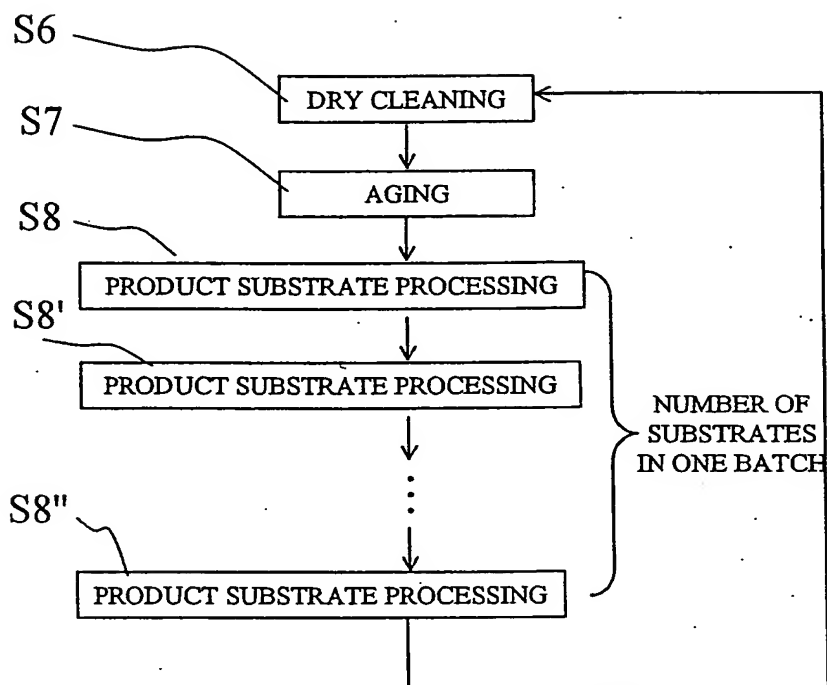 S6
DRY CLEANING
S7
AGING
S8
PRODUCT SUBSTRATE PROCESSING
S8'
PRODUCT SUBSTRATE PROCESSING
NUMBER OF
SUBSTRATES
IN ONE BATCH
S8"
PRODUCT SUBSTRATE PROCESSING